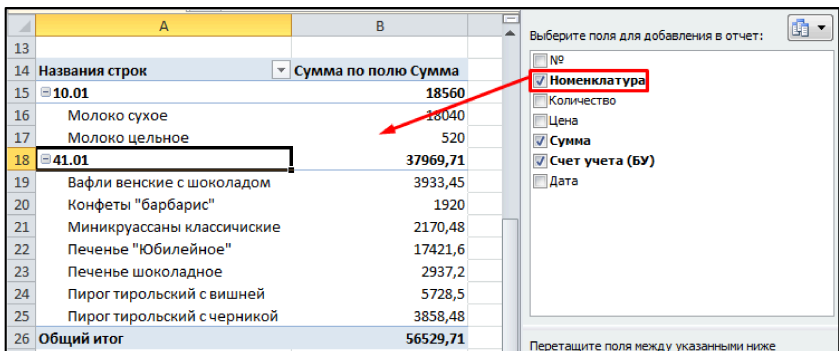 A B
13
14 Названия строк Сумма по полю Сумма
15 10.01 18560
16 Молоко сухое 18040
17 Молоко цельное 520
18 41.01 37969,71
19 Вафли венские с шоколадом 3933,45
20 Конфеты "барбарис" 1920
21 Миникруассаны классичиские 2170,48
22 Печенье "Юбилейное" 17421,6
23 Печенье шоколадное 2937,2
24 Пирог тирольский с вишней 5728,5
25 Пирог тирольский с черникой 3858,48
26 Общий итог 56529,71
Выберите поля для добавления в отчет:
№
Номенклатура
Количество
Цена
Сумма
Счет учета (БУ)
Дата
Перетащите поля между указанными ниже